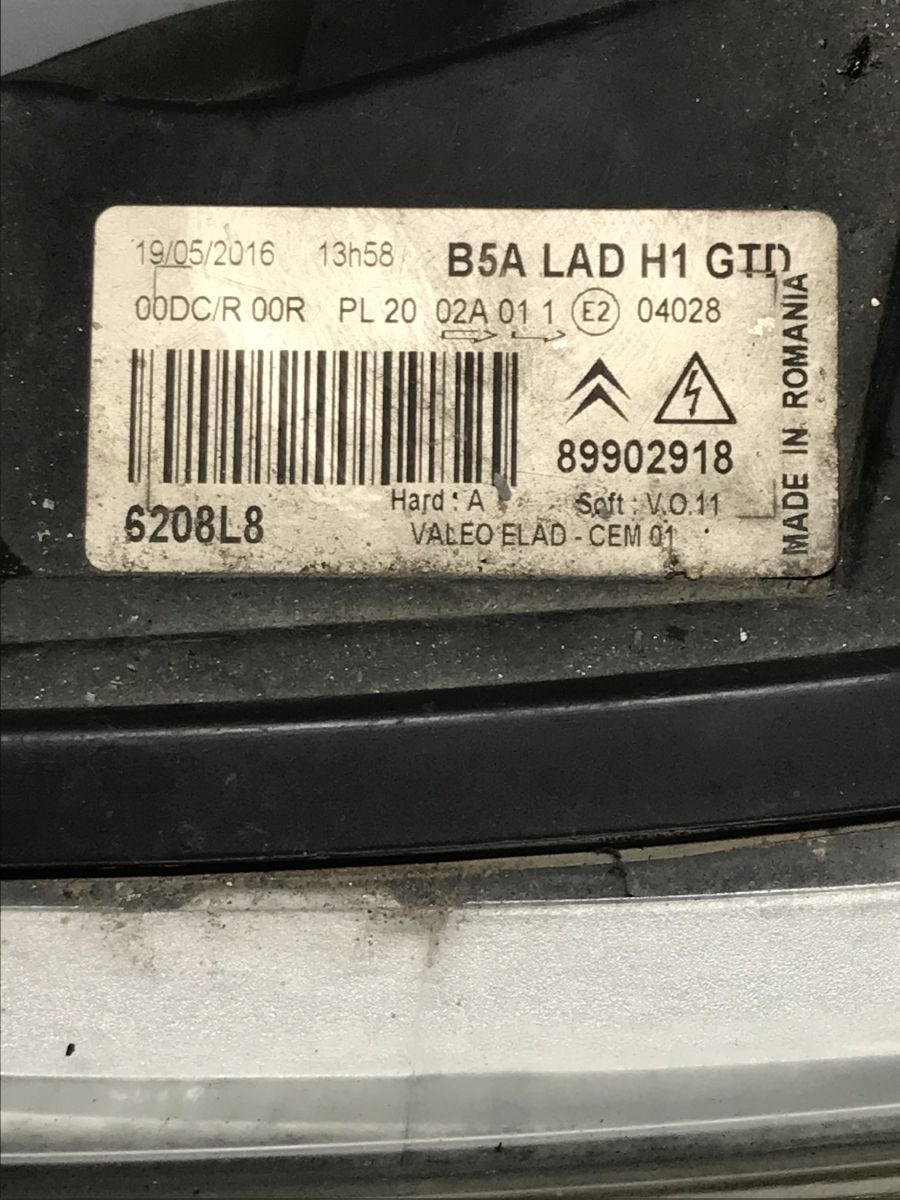 19/05/2016 13h58 B5A LAD H1 GTD
00DC/R 00R PL 20 02A 01 1 E2 04028
89902918
Hard : A Soft : V.O.11
6208L8 VALEO ELAD - CEM 01
MADE IN ROMANIA